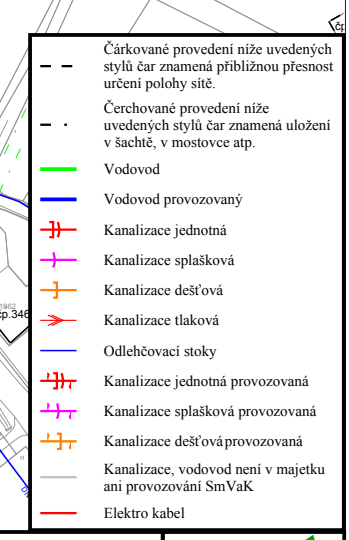 čp.
Čárkované provedení níže uvedených
stylů čar znamená přibližnou přesnost
určení polohy sítě.
Čerchované provedení níže
uvedených stylů čar znamená uložení
v šachtě, v mostovce atp.
Vodovod
Vodovod provozovaný
Kanalizace jednotná
Kanalizace splašková
Kanalizace dešťová
1862
čp.346
Kanalizace tlaková
Odlehčovací stoky
Kanalizace jednotná provozovaná
Kanalizace splašková provozovaná
Kanalizace dešťová provozovaná
Kanalizace, vodovod není v majetku
ani provozování SmVaK
Elektro kabel